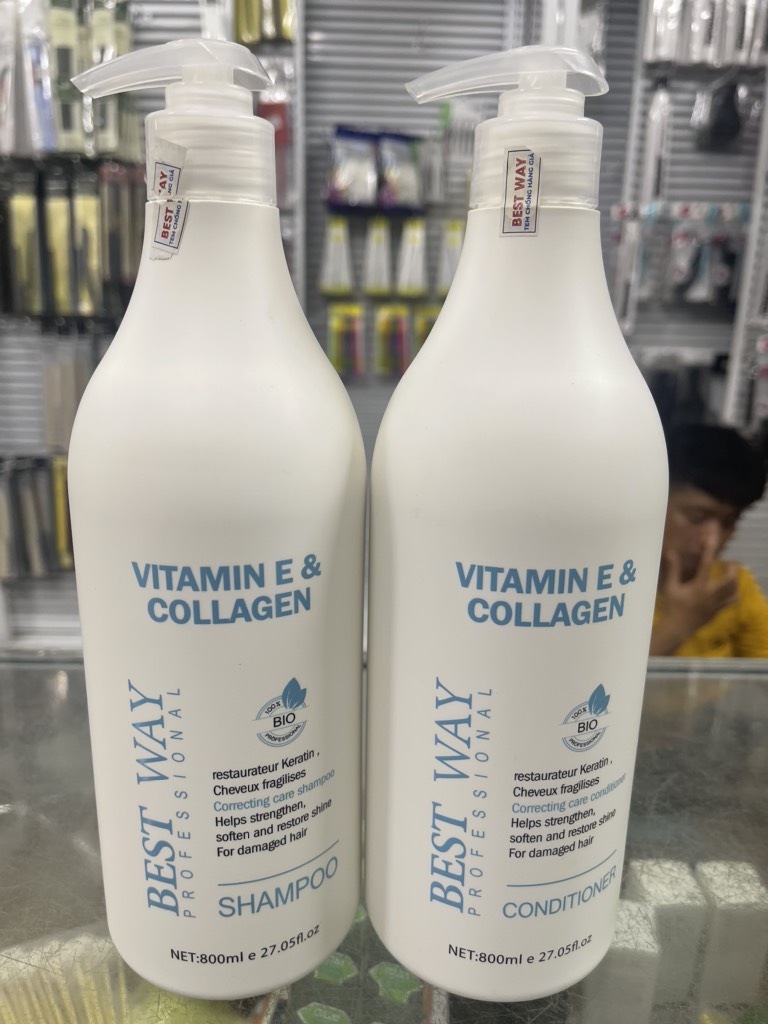 BEST WAY
TEM CHỐNG HÀNG GIẢ
VITAMIN E &
COLLAGEN
BEST WAY
PROFESSIONAL
100%
BIO
PROFESSIONAL
restaurateur Keratin ,
Cheveux fragilises
Correcting care shampoo
Helps strengthen,
soften and restore shine
For damaged hair
SHAMPOO
NET:800ml e 27.05fl.oz
BEST WAY
TEM CHỐNG HÀNG GIẢ
VITAMIN E &
COLLAGEN
BEST WAY
PROFESSIONAL
100%
BIO
PROFESSIONAL
restaurateur Keratin ,
Cheveux fragilises
Correcting care conditioner
Helps strengthen,
soften and restore shine
For damaged hair
CONDITIONER
NET:800ml e 27.05fl.oz